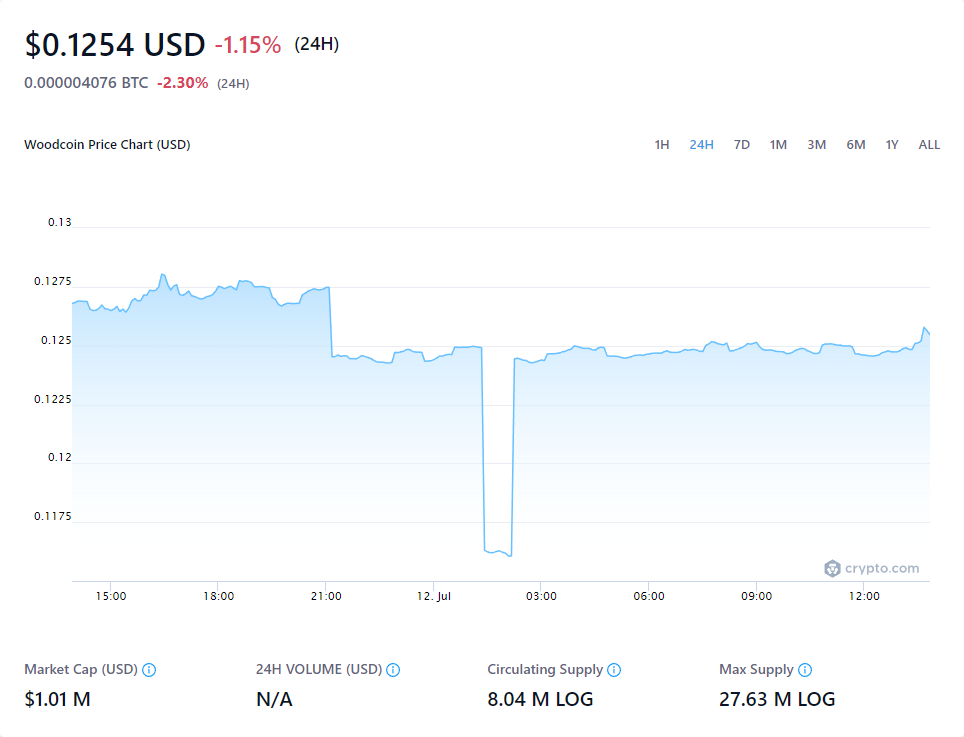 $0.1254 USD -1.15% (24H)
0.000004076 BTC -2.30% (24H)
Woodcoin Price Chart (USD) 1H 24H 7D 1M 3M 6M 1Y ALL
0.13
0.1275
0.125
0.1225
0.12
0.1175
crypto.com
15:00 18:00 21:00 12. Jul 03:00 06:00 09:00 12:00
Market Cap (USD) 24H VOLUME (USD) Circulating Supply Max Supply
$1.01 M N/A 8.04 M LOG 27.63 M LOG